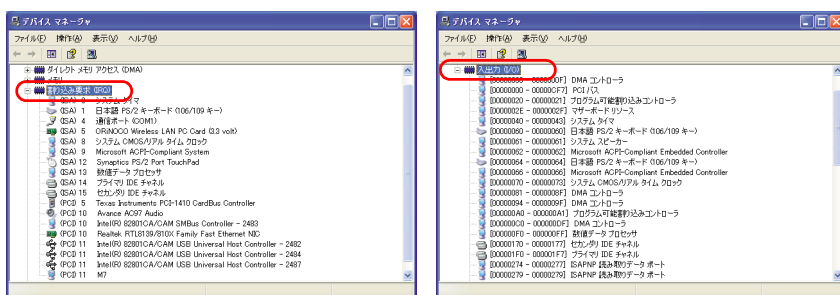 デバイス マネージャ
ファイル(F) 操作(A) 表示(V) ヘルプ(H)
ダイレクト メモリ アクセス (DMA)
メモリ
割り込み要求 (IRQ)
(ISA) 0 システム タイマ
(ISA) 1 日本語 PS/2 キーボード (106/109 キー)
(ISA) 4 通信ポート (COM1)
(ISA) 5 ORiNOCO Wireless LAN PC Card (3.3 volt)
(ISA) 8 システム CMOS/リアル タイム クロック
(ISA) 9 Microsoft ACPI-Compliant System
(ISA) 12 Synaptics PS/2 Port TouchPad
(ISA) 13 数値データ プロセッサ
(ISA) 14 プライマリ IDE チャネル
(ISA) 15 セカンダリ IDE チャネル
(PCI) 5 Texas Instruments PCI-1410 CardBus Controller
(PCI) 10 Avance AC97 Audio
(PCI) 10 Intel(R) 82801CA/CAM SMBus Controller - 2483
(PCI) 10 Realtek RTL8139/810X Family Fast Ethernet NIC
(PCI) 11 Intel(R) 82801CA/CAM USB Universal Host Controller - 2482
(PCI) 11 Intel(R) 82801CA/CAM USB Universal Host Controller - 2484
(PCI) 11 Intel(R) 82801CA/CAM USB Universal Host Controller - 2487
(PCI) 11 M7
デバイス マネージャ
ファイル(F) 操作(A) 表示(V) ヘルプ(H)
入出力 (I/O)
[00000000 - 0000000F] DMA コントローラ
[00000000 - 00000CF7] PCI バス
[00000020 - 00000021] プログラム可能割り込みコントローラ
[0000002E - 0000002F] マザーボード リソース
[00000040 - 00000043] システム タイマ
[00000060 - 00000060] 日本語 PS/2 キーボード (106/109 キー)
[00000061 - 00000061] システム スピーカー
[00000062 - 00000062] Microsoft ACPI-Compliant Embedded Controller
[00000064 - 00000064] 日本語 PS/2 キーボード (106/109 キー)
[00000066 - 00000066] Microsoft ACPI-Compliant Embedded Controller
[00000070 - 00000073] システム CMOS/リアル タイム クロック
[00000081 - 0000008F] DMA コントローラ
[00000094 - 0000009F] DMA コントローラ
[000000A0 - 000000A1] プログラム可能割り込みコントローラ
[000000C0 - 000000DF] DMA コントローラ
[000000F0 - 000000FF] 数値データ プロセッサ
[00000170 - 00000177] セカンダリ IDE チャネル
[000001F0 - 000001F7] プライマリ IDE チャネル
[00000274 - 00000277] ISAPNP 読み取りデータ ポート
[00000279 - 00000279] ISAPNP 読み取りデータ ポート